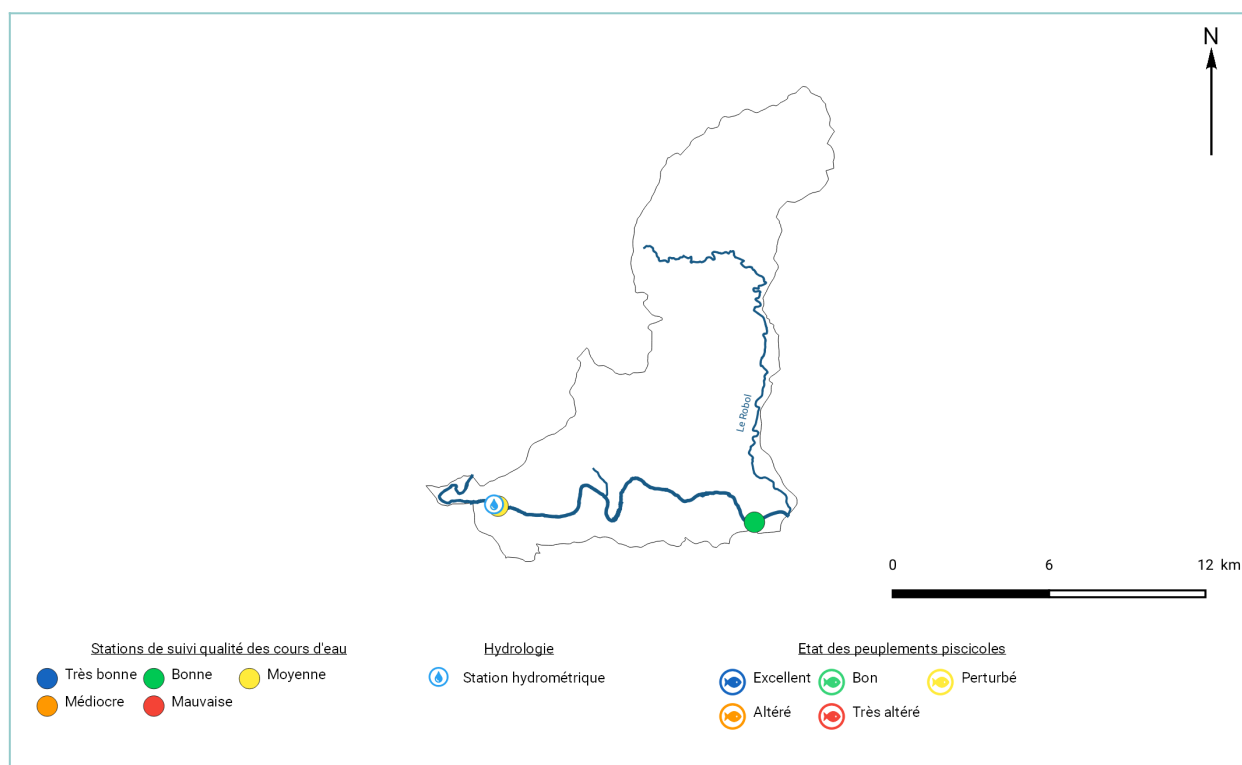 N
Le Robol
0 6 12 km
Stations de suivi qualité des cours d'eau
Très bonne Bonne Moyenne
Médiocre Mauvaise
Hydrologie
Station hydrométrique
Etat des peuplements piscicoles
Excellent Bon Perturbé
Altéré Très altéré